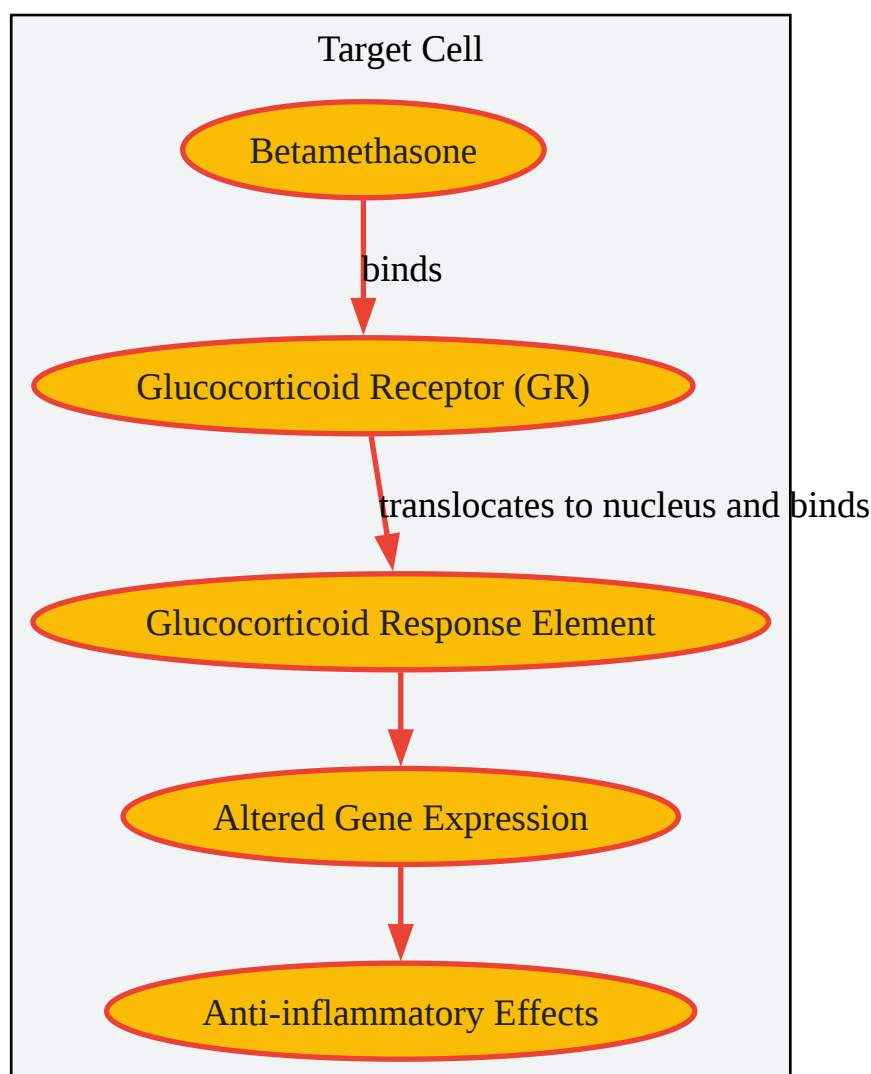 Target Cell
Betamethasone
binds
Glucocorticoid Receptor (GR)
translocates to nucleus and binds
Glucocorticoid Response Element
Altered Gene Expression
Anti-inflammatory Effects